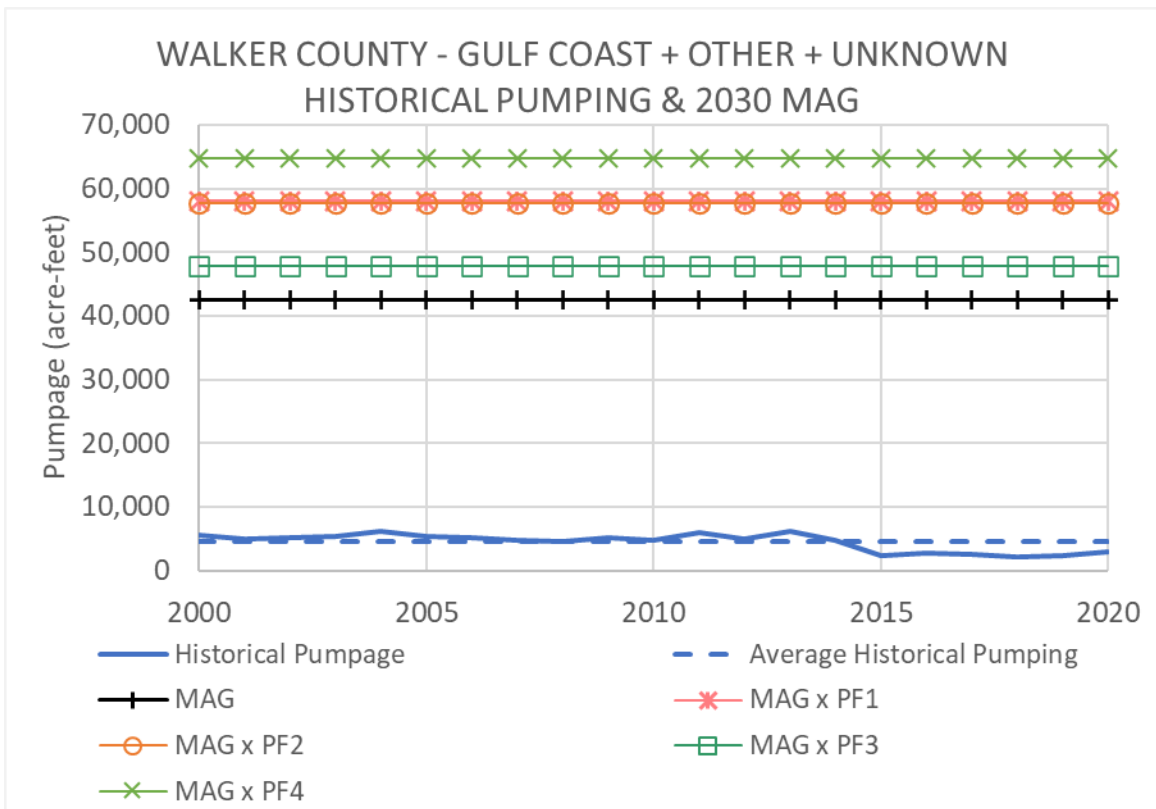 WALKER COUNTY - GULF COAST + OTHER + UNKNOWN
HISTORICAL PUMPING & 2030 MAG
Pumpage (acre-feet)
70,000
60,000
50,000
40,000
30,000
20,000
10,000
0
2000 2005 2010 2015 2020
Historical Pumpage
Average Historical Pumping
MAG
MAG x PF1
MAG x PF2
MAG x PF3
MAG x PF4